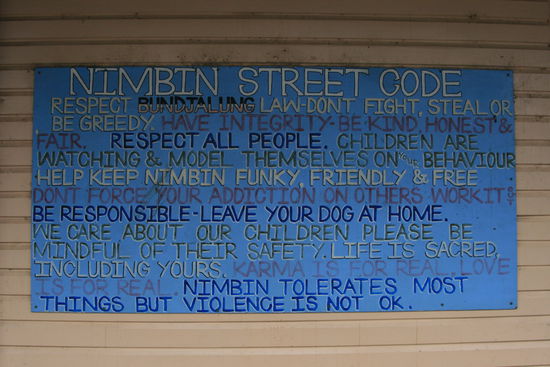 NIMBIN STREET CODE
RESPECT BUNDJALUNG LAW-DONT FIGHT, STEAL OR
BE GREEDY. HAVE INTEGRITY-BE KIND, HONEST &
FAIR. RESPECT ALL PEOPLE. CHILDREN ARE
WATCHING & MODEL THEMSELVES ON YOUR BEHAVIOUR
HELP KEEP NIMBIN FUNKY, FRIENDLY & FREE
DONT FORCE YOUR ADDICTION ON OTHERS. WORK IT
BE RESPONSIBLE-LEAVE YOUR DOG AT HOME.
WE CARE ABOUT OUR CHILDREN PLEASE BE
MINDFUL OF THEIR SAFETY. LIFE IS SACRED,
INCLUDING YOURS. KARMA IS FOR REAL. LOVE
IS FOR REAL. NIMBIN TOLERATES MOST
THINGS BUT VIOLENCE IS NOT OK.